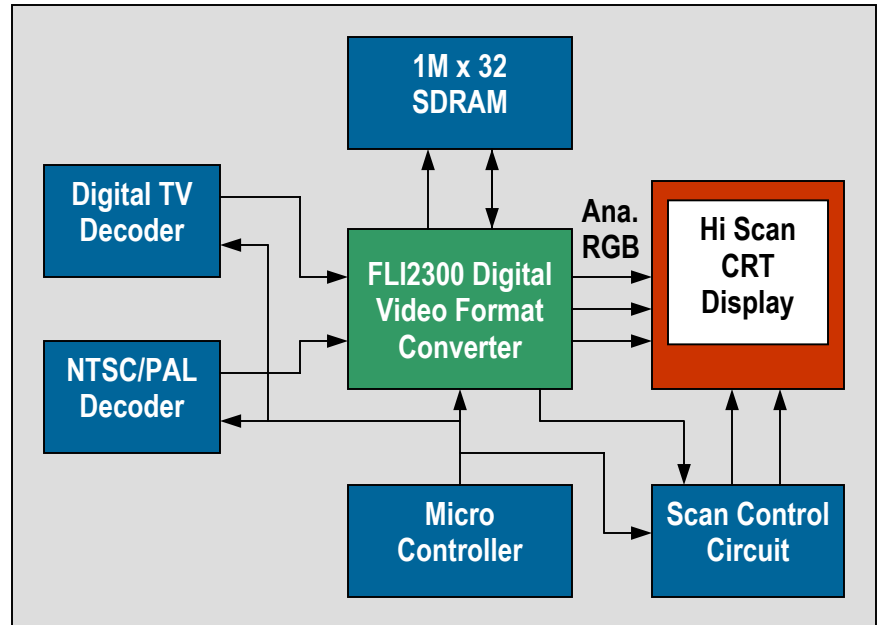 1M x 32
SDRAM
Digital TV
Decoder
Ana.
RGB
Hi Scan
CRT
Display
FLI2300 Digital
Video Format
Converter
NTSC/PAL
Decoder
Micro
Controller
Scan Control
Circuit